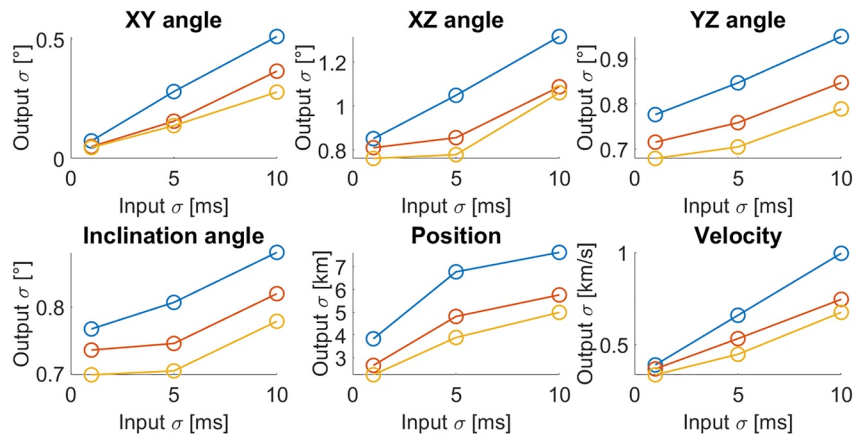 XY angle
Output σ [°]
0.5
0
0
5
10
Input σ [ms]
XZ angle
Output σ [°]
1.2
1
0.8
0
5
10
Input σ [ms]
YZ angle
Output σ [°]
0.9
0.8
0.7
0
5
10
Input σ [ms]
Inclination angle
Output σ [°]
0.8
0.7
0
5
10
Input σ [ms]
Position
Output σ [km]
7
6
5
4
3
0
5
10
Input σ [ms]
Velocity
Output σ [km/s]
1
0.5
0
5
10
Input σ [ms]